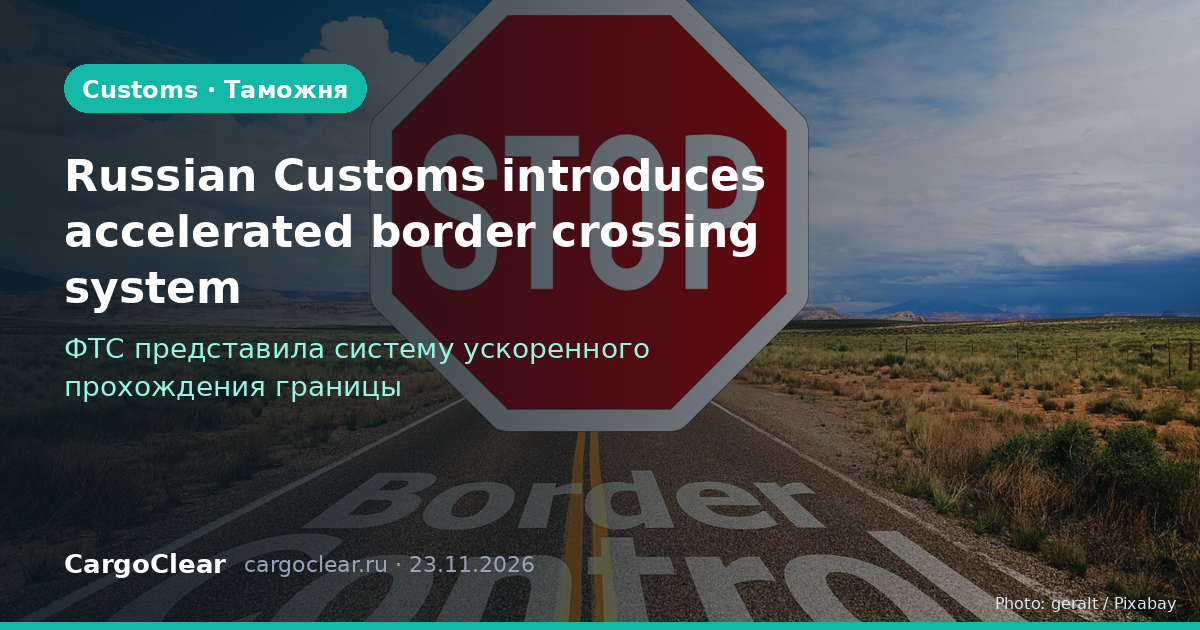 Customs · Таможня
STOP
Russian Customs introduces
accelerated border crossing
system
ФТС представила систему ускоренного
прохождения границы
Border
Control
CargoClear cargoclear.ru · 23.11.2026
Photo: geralt / Pixabay